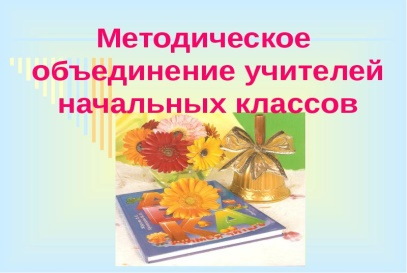 Методическое
объединение учителей
начальных классов